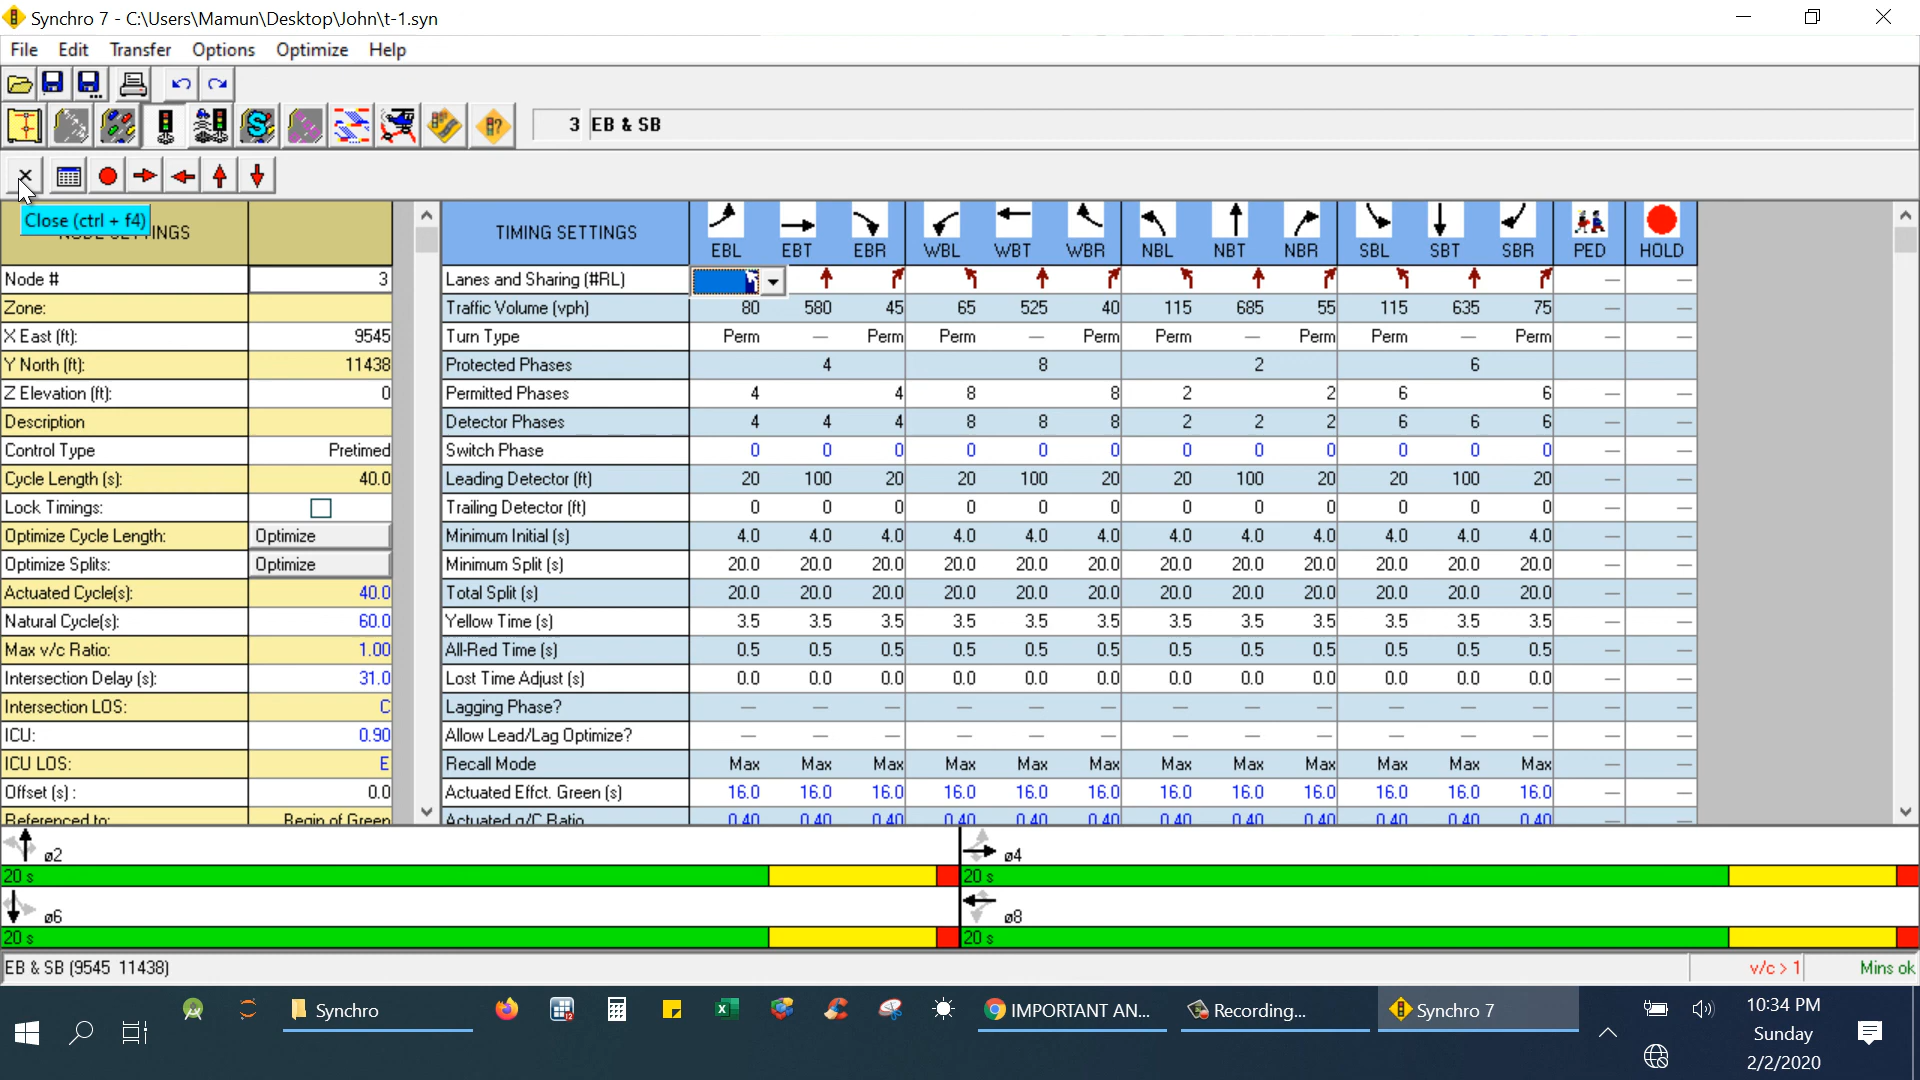 Synchro 7 - C:\Users\Mamun\Desktop\John\t-1.syn
File Edit Transfer Options Optimize Help
3 EB & SB
Close (ctrl + f4)
TIMING SETTINGS EBL EBT EBR WBL WBT WBR NBL NBT NBR SBL SBT SBR PED HOLD
Node # 3
Zone:
X East (ft): 9545
Y North (ft): 11438
Z Elevation (ft): 0
Description
Control Type Pretimed
Cycle Length (s): 40.0
Lock Timings:
Optimize Cycle Length: Optimize
Optimize Splits: Optimize
Actuated Cycle(s): 40.0
Natural Cycle(s): 60.0
Max v/c Ratio: 1.00
Intersection Delay (s): 31.0
Intersection LOS: C
ICU: 0.90
ICU LOS: E
Offset (s) : 0.0
Referenced to: Begin of Green
Lanes and Sharing (#RL)
Traffic Volume (vph) 80 580 45 65 525 40 115 685 55 115 635 75 — —
Turn Type Perm — Perm Perm — Perm Perm — Perm Perm — Perm — —
Protected Phases 4 8 2 6
Permitted Phases 4 4 8 8 2 2 6 6 — —
Detector Phases 4 4 4 8 8 8 2 2 2 6 6 6 — —
Switch Phase 0 0 0 0 0 0 0 0 0 0 0 0 — —
Leading Detector (ft) 20 100 20 20 100 20 20 100 20 20 100 20 — —
Trailing Detector (ft) 0 0 0 0 0 0 0 0 0 0 0 0 — —
Minimum Initial (s) 4.0 4.0 4.0 4.0 4.0 4.0 4.0 4.0 4.0 4.0 4.0 4.0 — —
Minimum Split (s) 20.0 20.0 20.0 20.0 20.0 20.0 20.0 20.0 20.0 20.0 20.0 20.0 — —
Total Split (s) 20.0 20.0 20.0 20.0 20.0 20.0 20.0 20.0 20.0 20.0 20.0 20.0 — —
Yellow Time (s) 3.5 3.5 3.5 3.5 3.5 3.5 3.5 3.5 3.5 3.5 3.5 3.5 — —
All-Red Time (s) 0.5 0.5 0.5 0.5 0.5 0.5 0.5 0.5 0.5 0.5 0.5 0.5 — —
Lost Time Adjust (s) 0.0 0.0 0.0 0.0 0.0 0.0 0.0 0.0 0.0 0.0 0.0 0.0 — —
Lagging Phase? — — — — — — — — — — — — — —
Allow Lead/Lag Optimize? — — — — — — — — — — — — — —
Recall Mode Max Max Max Max Max Max Max Max Max Max Max Max — —
Actuated Effct. Green (s) 16.0 16.0 16.0 16.0 16.0 16.0 16.0 16.0 16.0 16.0 16.0 16.0 — —
Actuated g/C Ratio 0.40 0.40 0.40 0.40 0.40 0.40 0.40 0.40 0.40 0.40 0.40 0.40 — —
ø2
20 s
ø4
20 s
ø6
20 s
ø8
20 s
EB & SB (9545 11438) v/c > 1 Mins ok
Synchro
IMPORTANT AN...
Recording...
Synchro 7
10:34 PM
Sunday
2/2/2020